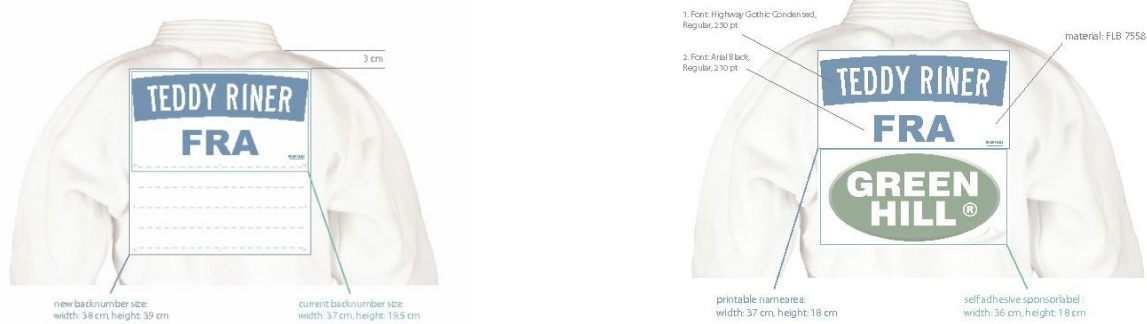 3 cm
TEDDY RINER
FRA
new backnumber size:
width: 38 cm, height: 39 cm
current backnumber size:
width: 37 cm, height: 19.5 cm
1. Font: Highway Gothic Condensed,
Regular, 230 pt
2. Font: Arial Black,
Regular, 210 pt
material: FLB 7558
TEDDY RINER
FRA
GREEN
HILL ®
printable namearea:
width: 37 cm, height: 18 cm
self adhesive sponsorlabel :
width: 36 cm, height: 18 cm